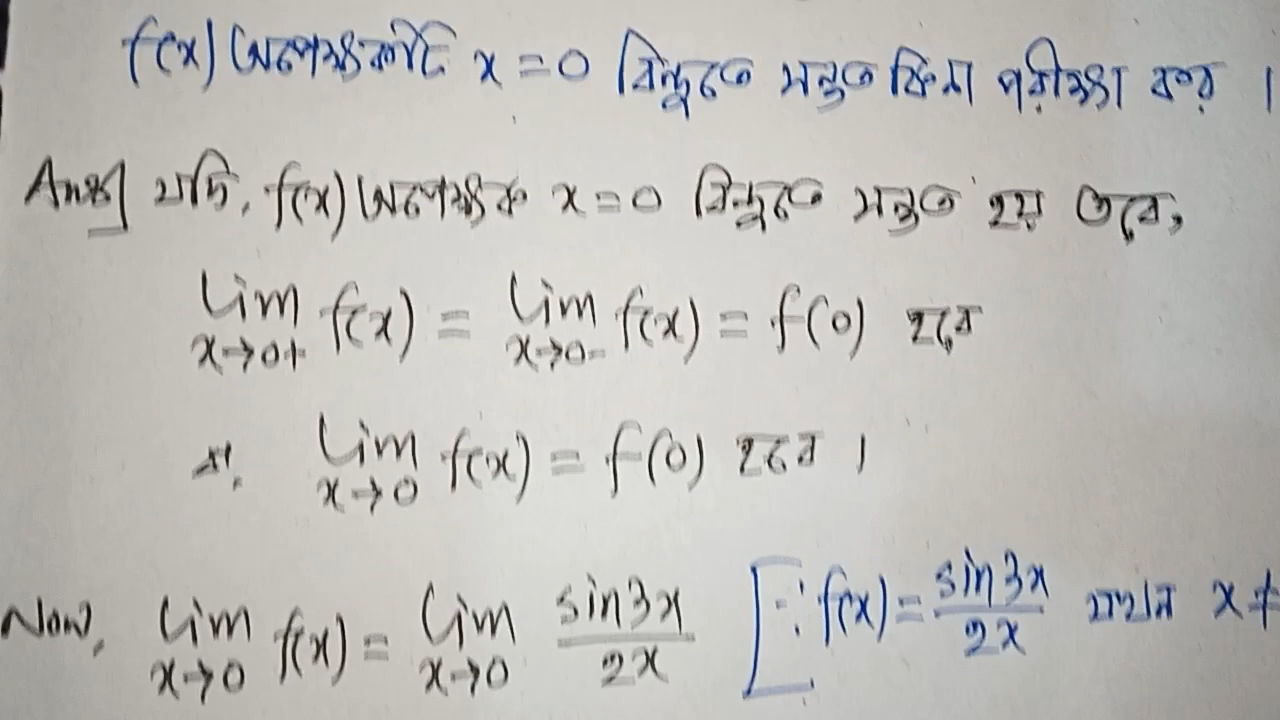 f(x) অপেক্ষকটি x = 0 বিন্দুতে সন্তত কিনা পরীক্ষা কর ।
Ans: যদি, f(x) অপেক্ষক x = 0 বিন্দুতে সন্তত হয় তবে,
lim x→0+ f(x) = lim x→0- f(x) = f(0) হবে
বা, lim x→0 f(x) = f(0) হবে ।
Now, lim x→0 f(x) = lim x→0 sin3x/2x [∵ f(x) = sin3x/2x যখন x ≠